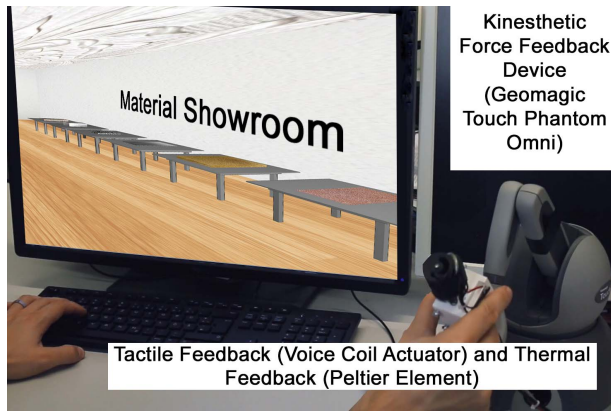 Kinesthetic
Force Feedback
Device
(Geomagic
Touch Phantom
Omni)
Material Showroom
Tactile Feedback (Voice Coil Actuator) and Thermal
Feedback (Peltier Element)